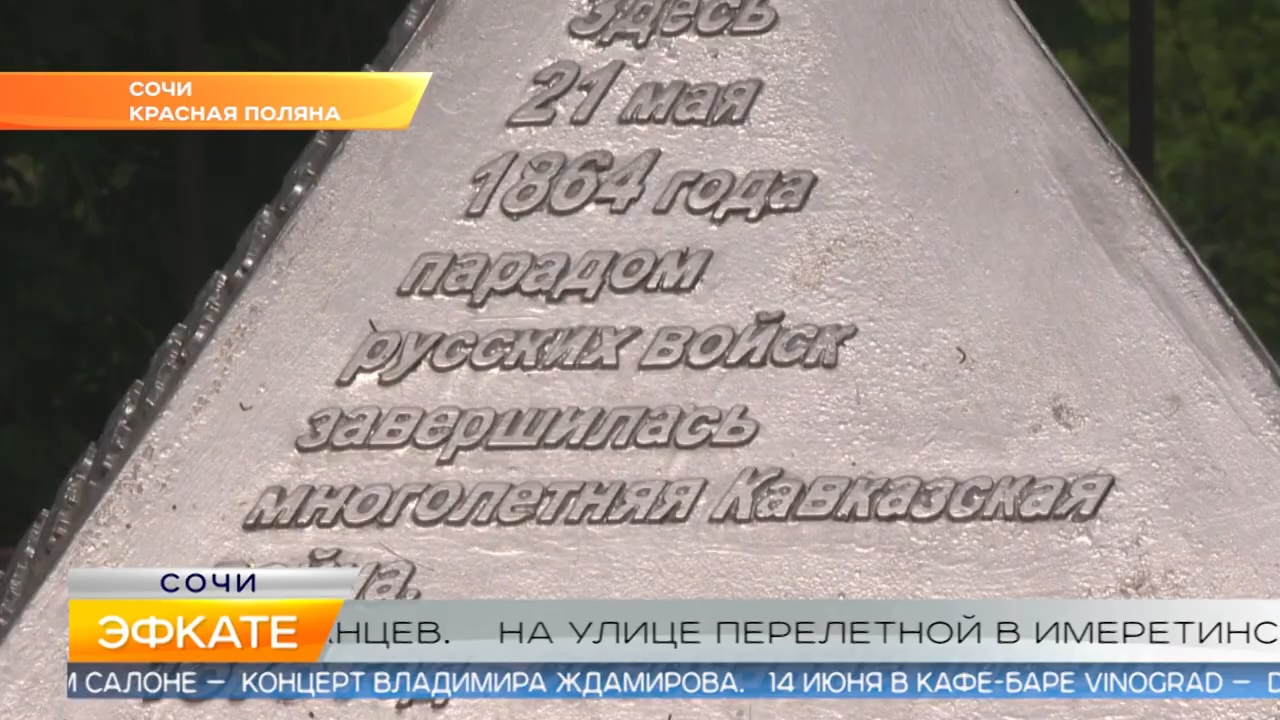 СОЧИ
КРАСНАЯ ПОЛЯНА
Здесь
21 мая
1864 года
парадом
русских войск
завершилась
многолетняя Кавказская
СОЧИ
ЭФКАТЕ
АНЦЕВ. НА УЛИЦЕ ПЕРЕЛЕТНОЙ В ИМЕРЕТИНС
М САЛОНЕ – КОНЦЕРТ ВЛАДИМИРА ЖДАМИРОВА. 14 ИЮНЯ В КАФЕ-БАРЕ VINOGRAD –